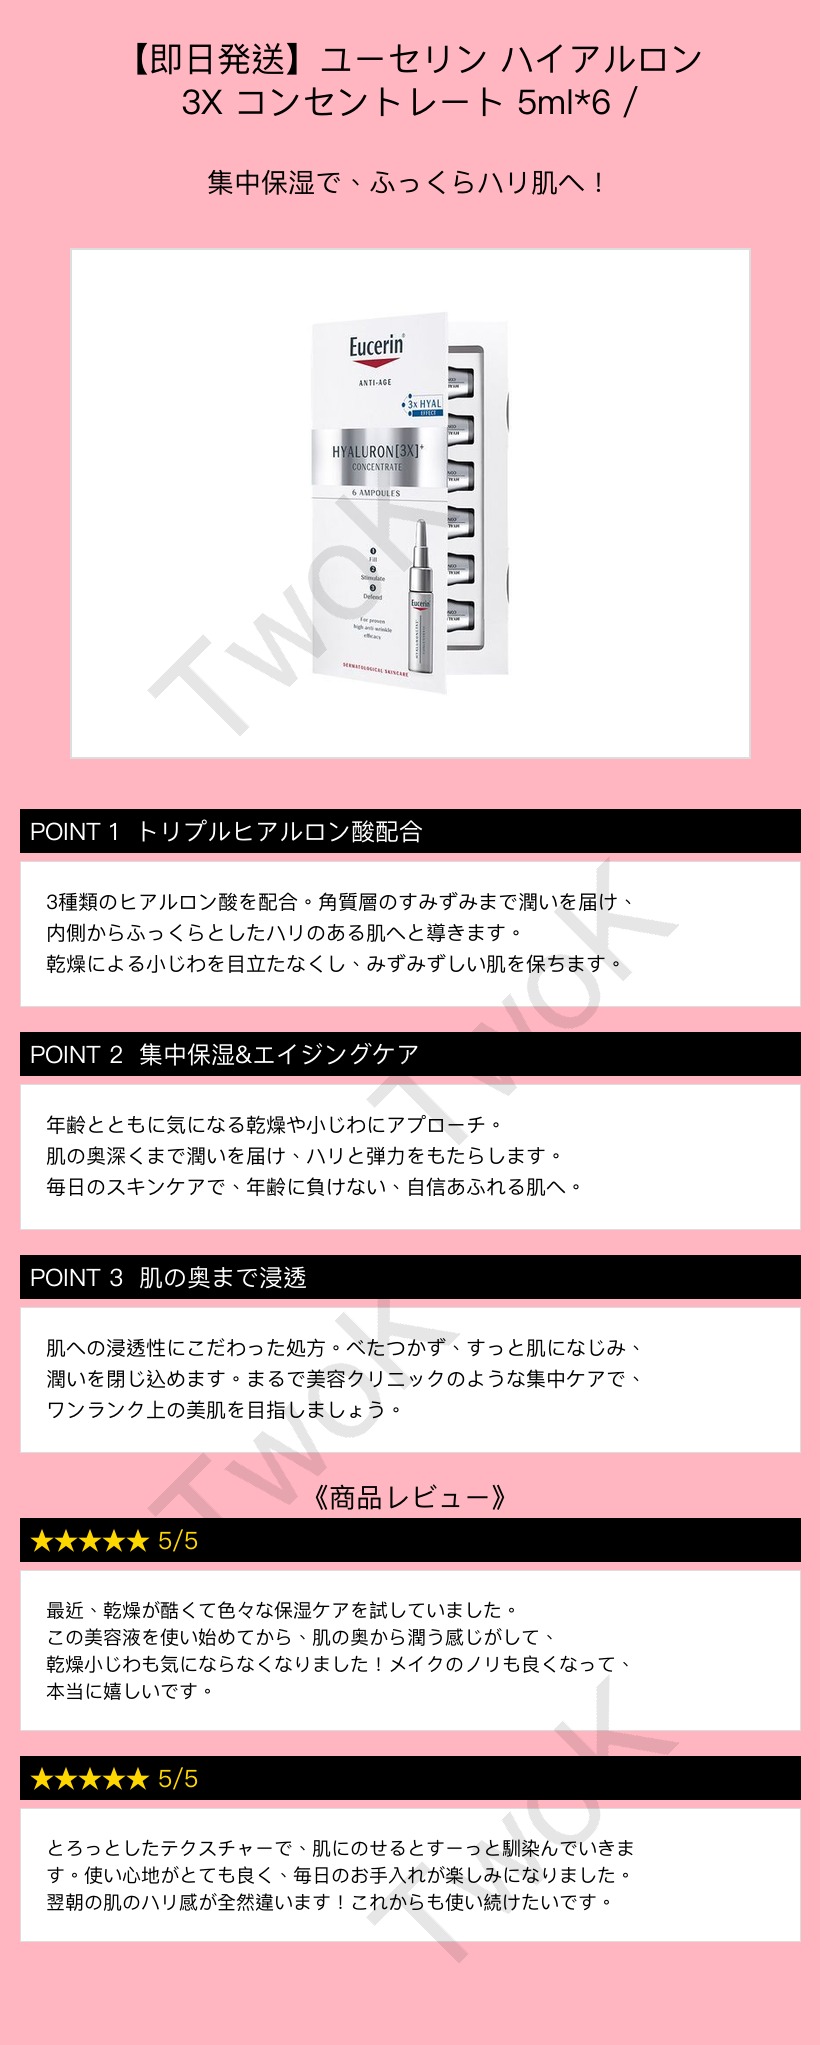 【即日発送】ユーセリン ハイアルロン
3X コンセントレート 5ml*6 /
集中保湿で、ふっくらハリ肌へ！
Eucerin
ANTI-AGE
3x HYAL
EFFECT
HYALURON[3X]+
CONCENTRATE
6 AMPOULES
1
Fill
2
Stimulate
3
Defend
For proven
high anti-wrinkle
efficacy
Eucerin
DERMATOLOGICAL SKINCARE
TwoK
POINT 1 トリプルヒアルロン酸配合
3種類のヒアルロン酸を配合。角質層のすみずみまで潤いを届け、
内側からふっくらとしたハリのある肌へと導きます。
乾燥による小じわを目立たなくし、みずみずしい肌を保ちます。
TwoK
POINT 2 集中保湿&エイジングケア
年齢とともに気になる乾燥や小じわにアプローチ。
肌の奥深くまで潤いを届け、ハリと弾力をもたらします。
毎日のスキンケアで、年齢に負けない、自信あふれる肌へ。
POINT 3 肌の奥まで浸透
肌への浸透性にこだわった処方。べたつかず、すっと肌になじみ、
潤いを閉じ込めます。まるで美容クリニックのような集中ケアで、
ワンランク上の美肌を目指しましょう。
TwoK
《商品レビュー》
★★★★★ 5/5
最近、乾燥が酷くて色々な保湿ケアを試していました。
この美容液を使い始めてから、肌の奥から潤う感じがして、
乾燥小じわも気にならなくなりました！メイクのノリも良くなって、
本当に嬉しいです。
★★★★★ 5/5
とろっとしたテクスチャーで、肌にのせるとすーっと馴染んでいきま
す。使い心地がとても良く、毎日のお手入れが楽しみになりました。
翌朝の肌のハリ感が全然違います！これからも使い続けたいです。
TwoK